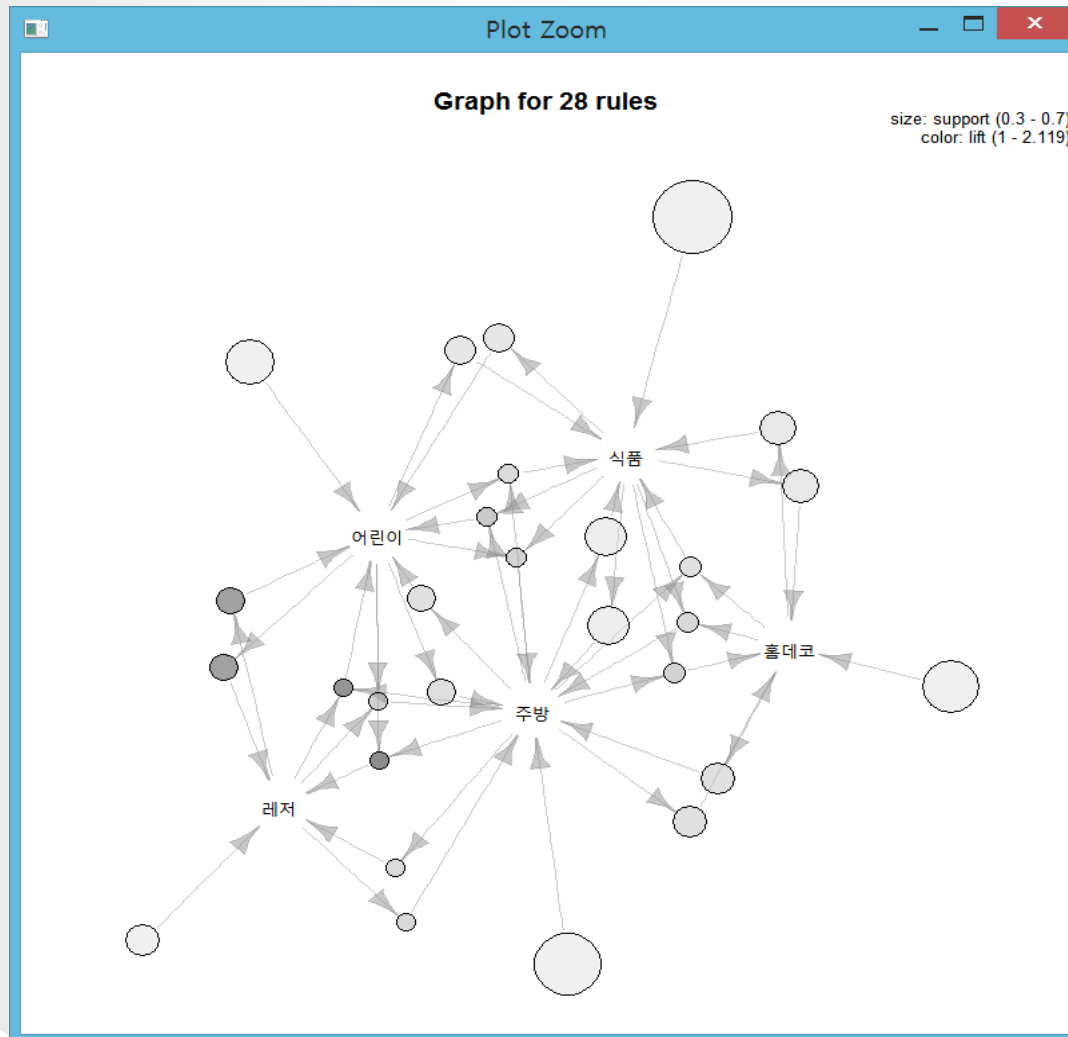 Plot Zoom
Graph for 28 rules
size: support (0.3 - 0.7)
color: lift (1 - 2.119)
식품
어린이
홈데코
주방
레저